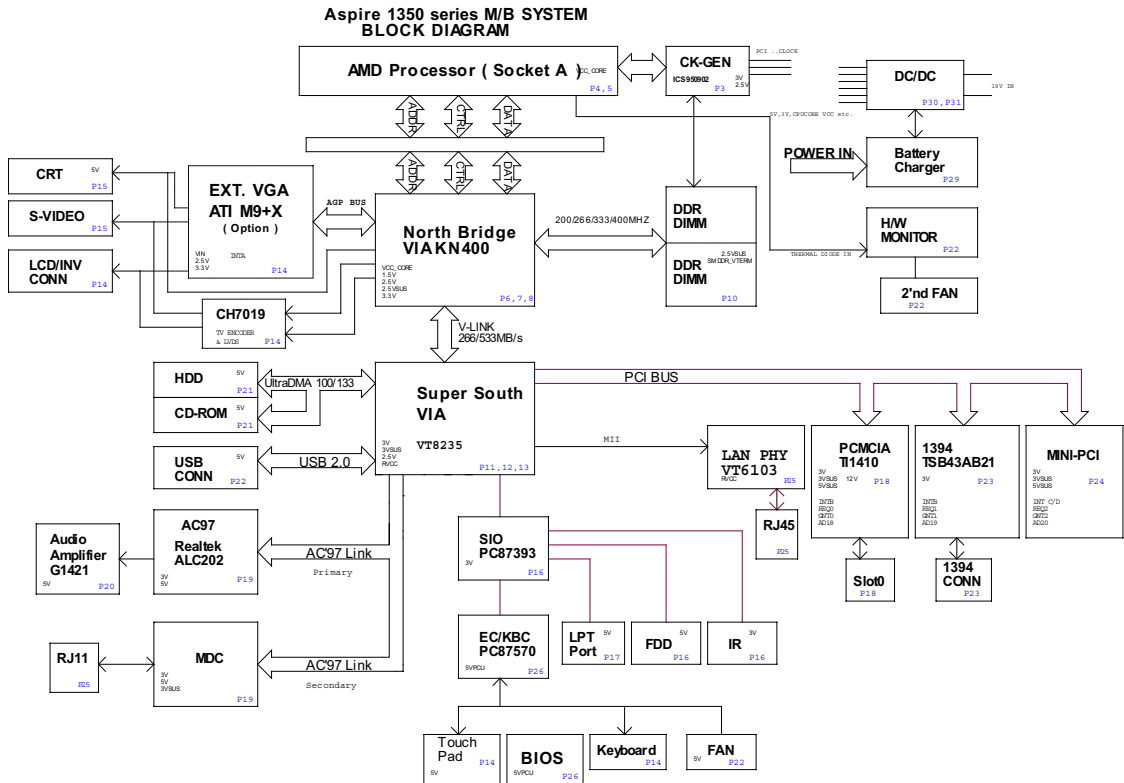 Aspire 1350 series M/B SYSTEM
BLOCK DIAGRAM
AMD Processor ( Socket A )
VCC_CORE
P4,5
CK-GEN
ICS950902
3V
2.5V
P3
PCI ..CLOCK
DC/DC
P30,P31
19V IN
5V,3V,CPUCORE VCC etc.
ADDR
CTRL
DATA
ADDR
CTRL
DATA
POWER IN
Battery
Charger
P29
CRT
5V
P15
S-VIDEO
P15
LCD/INV
CONN
P14
EXT. VGA
ATI M9+X
( Option )
VIN
2.5V
3.3V
INTA
P14
AGP BUS
North Bridge
VIAKN400
VCC_CORE
1.5V
2.5V
2.5VSUS
3.3V
P6,7,8
200/266/333/400MHZ
DDR
DIMM
DDR
DIMM
2.5VSUS
SMDDR_VTERM
P10
H/W
MONITOR
P22
THERMAL DIODE IN
2'nd FAN
P22
CH7019
TV ENCODER
& LVDS
P14
V-LINK
266/533MB/s
HDD
5V
P21
CD-ROM
5V
P21
UltraDMA 100/133
Super South
VIA
VT8235
3V
3VSUS
2.5V
RVCC
P11,12,13
PCI BUS
USB
CONN
5V
P22
USB 2.0
MII
LAN PHY
VT6103
RVCC
P25
RJ45
P25
PCMCIA
TI1410
3V
3VSUS
5VSUS
12V
P18
INTB
REQ0
GNT0
AD18
1394
TSB43AB21
3V
P23
INTB
REQ1
GNT1
AD19
MINI-PCI
3V
3VSUS
5VSUS
P24
INT C/D
REQ2
GNT2
AD20
Slot0
P18
1394
CONN
P23
Audio
Amplifier
G1421
5V
P20
AC97
Realtek
ALC202
3V
5V
P19
AC'97 Link
Primary
SIO
PC87393
3V
P16
RJ11
P25
MDC
3V
5V
3VSUS
P19
AC'97 Link
Secondary
EC/KBC
PC87570
5VPCU
P26
LPT
Port
5V
P17
FDD
5V
P16
IR
3V
P16
Touch
Pad
5V
P14
BIOS
5VPCU
P26
Keyboard
P14
FAN
5V
P22